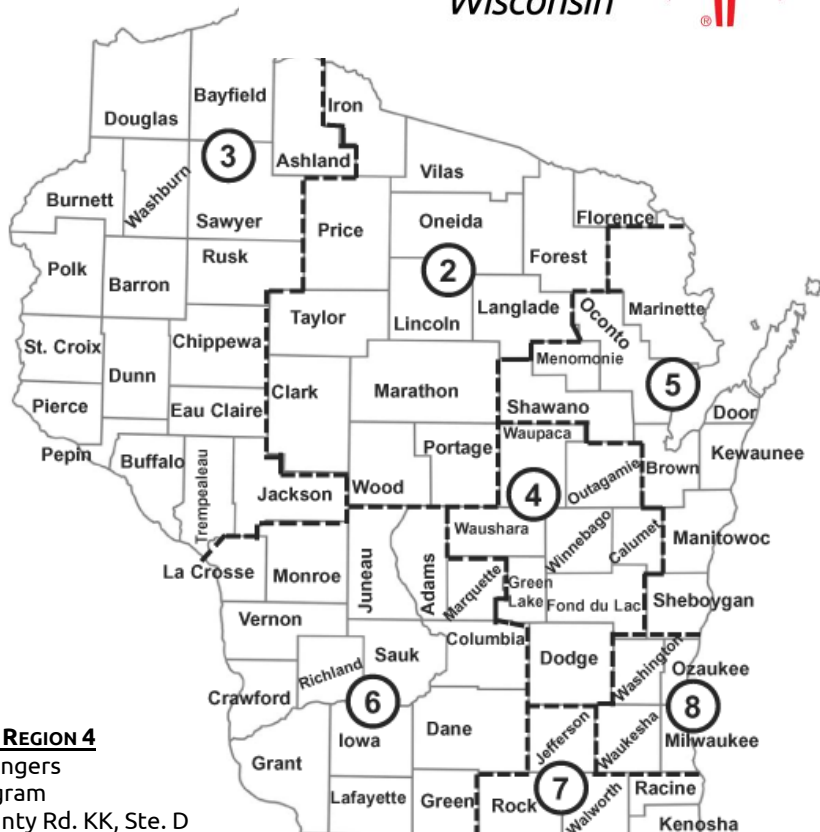 Wisconsin
®
Bayfield
Iron
Douglas
3
Ashland
Vilas
Washburn
Burnett
Florence
Sawyer
Price
Oneida
Rusk
Forest
Polk
Barron
2
Langlade
Oconto
Marinette
Taylor
Lincoln
St. Croix
Chippewa
Menomonie
Dunn
5
Clark
Marathon
Pierce
Eau Claire
Shawano
Door
Waupaca
Pepin
Buffalo
Trempealeau
Portage
Brown
Kewaunee
Jackson
Wood
4
Outagamie
Waushara
Winnebago
Calumet
Manitowoc
La Crosse
Monroe
Juneau
Adams
Marquette
Green
Lake
Fond du Lac
Sheboygan
Vernon
Columbia
Richland
Sauk
Dodge
Washington
Ozaukee
Crawford
6
8
REGION 4
Iowa
Dane
Jefferson
Waukesha
Milwaukee
ngers
Grant
gram
7
Racine
nty Rd. KK, Ste. D
Lafayette
Green
Rock
Walworth
Kenosha